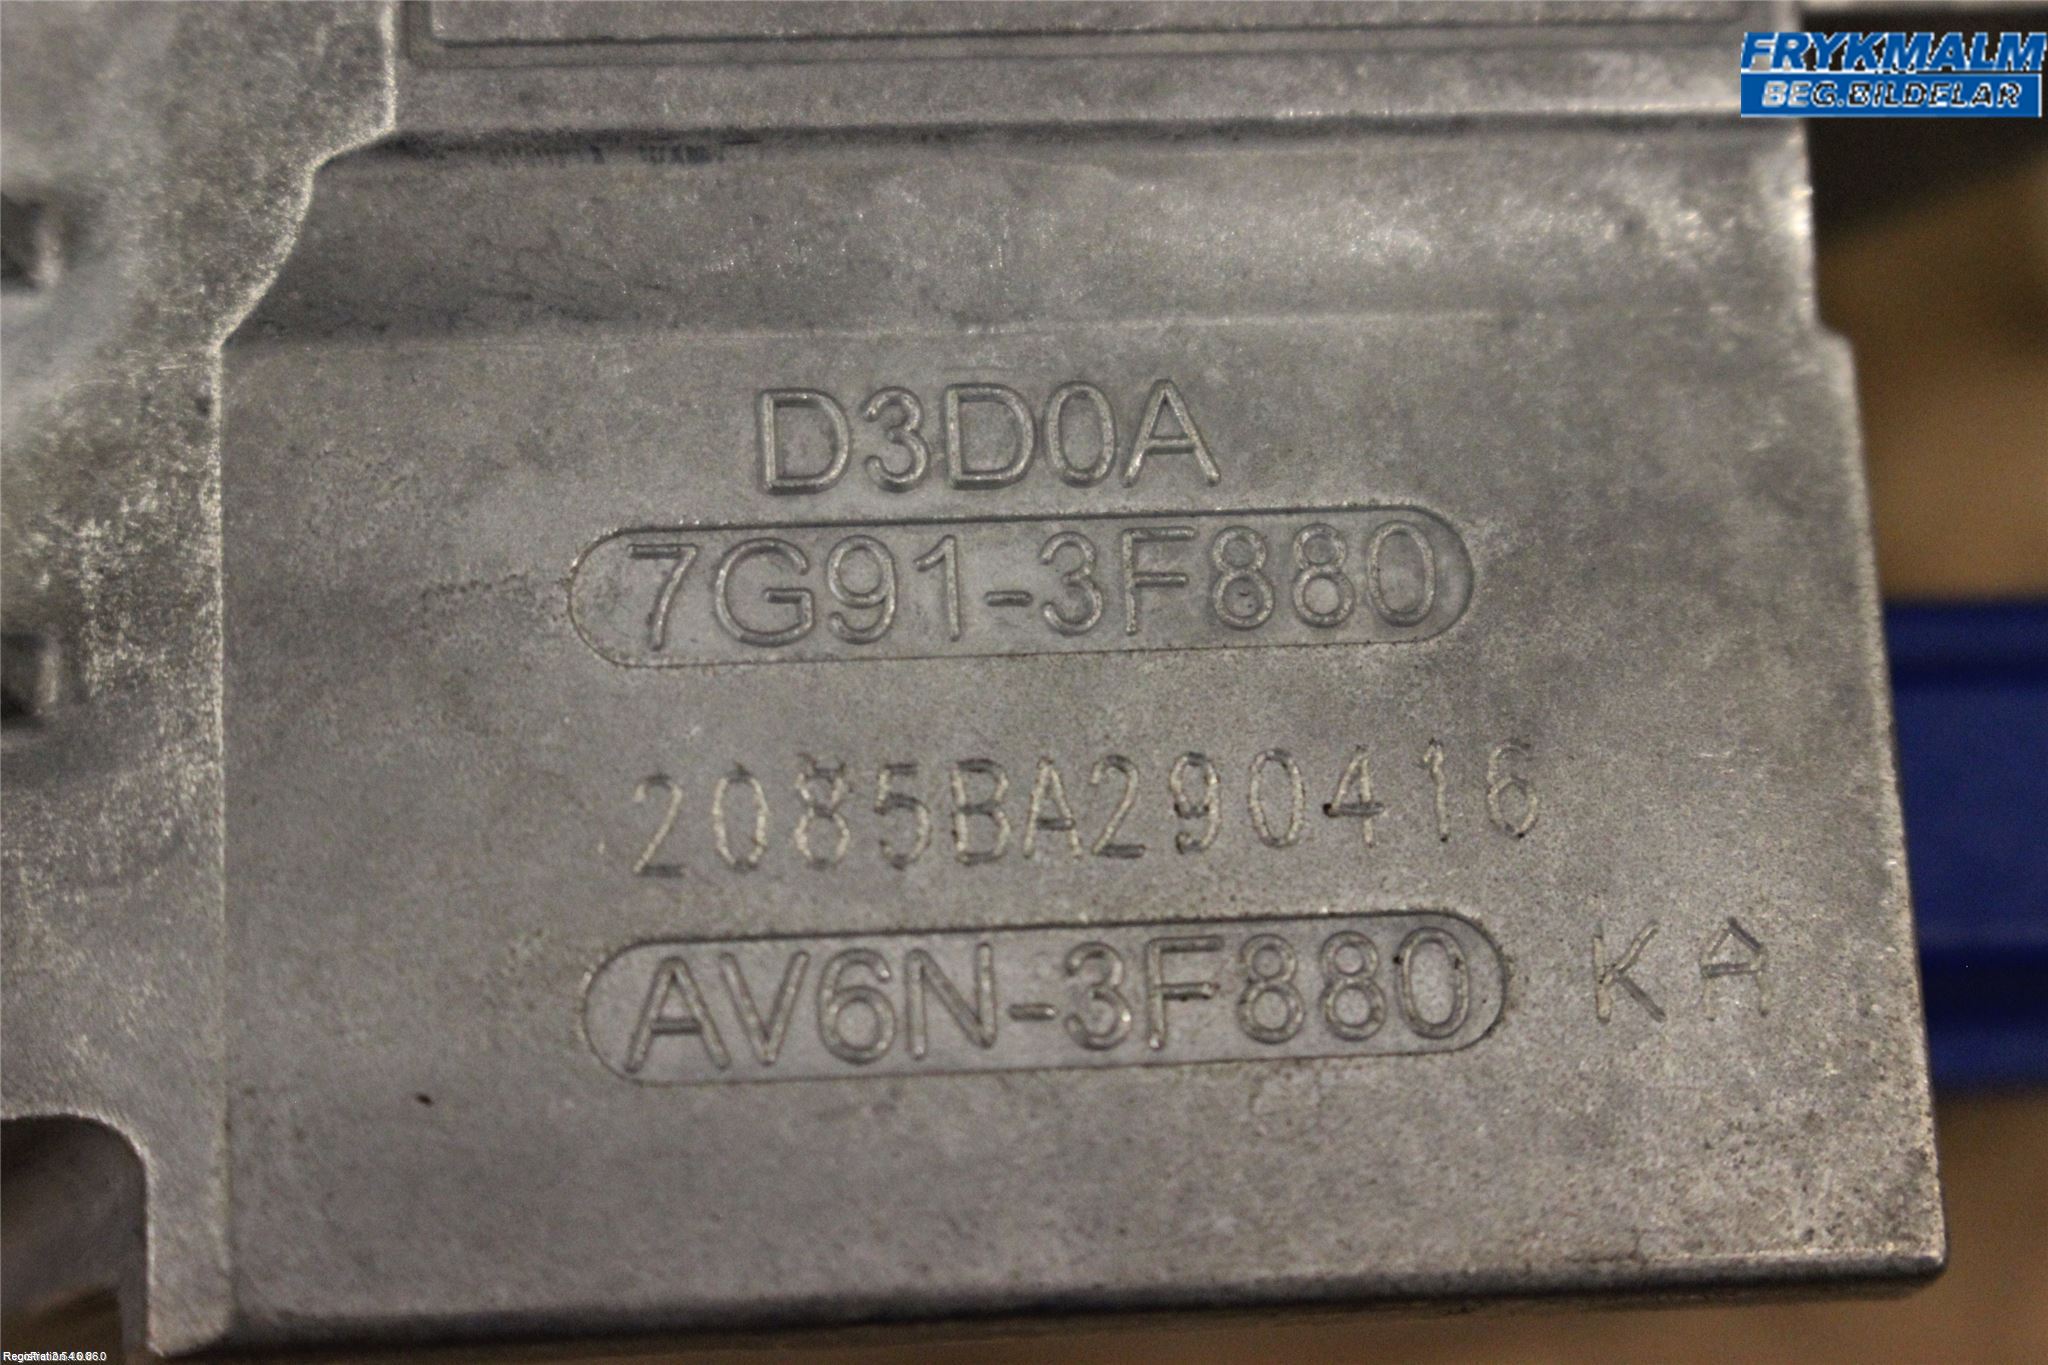 FRYKMALM
BEG.BILDELAR
D3D0A
7G91-3F880
2085BA290416
AV6N-3F880 KA